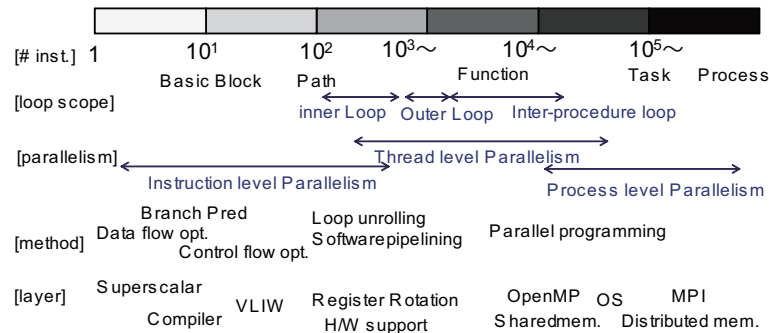 [# inst.] 1 10¹ 10² 10³～ 10⁴～ 10⁵～
Basic Block Path Function Task Process
[loop scope] inner Loop Outer Loop Inter-procedure loop
[parallelism] Thread level Parallelism
Instruction level Parallelism Process level Parallelism
Branch Pred Loop unrolling
[method] Data flow opt. Softwarepipelining Parallel programming
Control flow opt.
[layer] Superscalar VLIW Register Rotation OpenMP OS MPI
Compiler H/W support Sharedmem. Distributed mem.